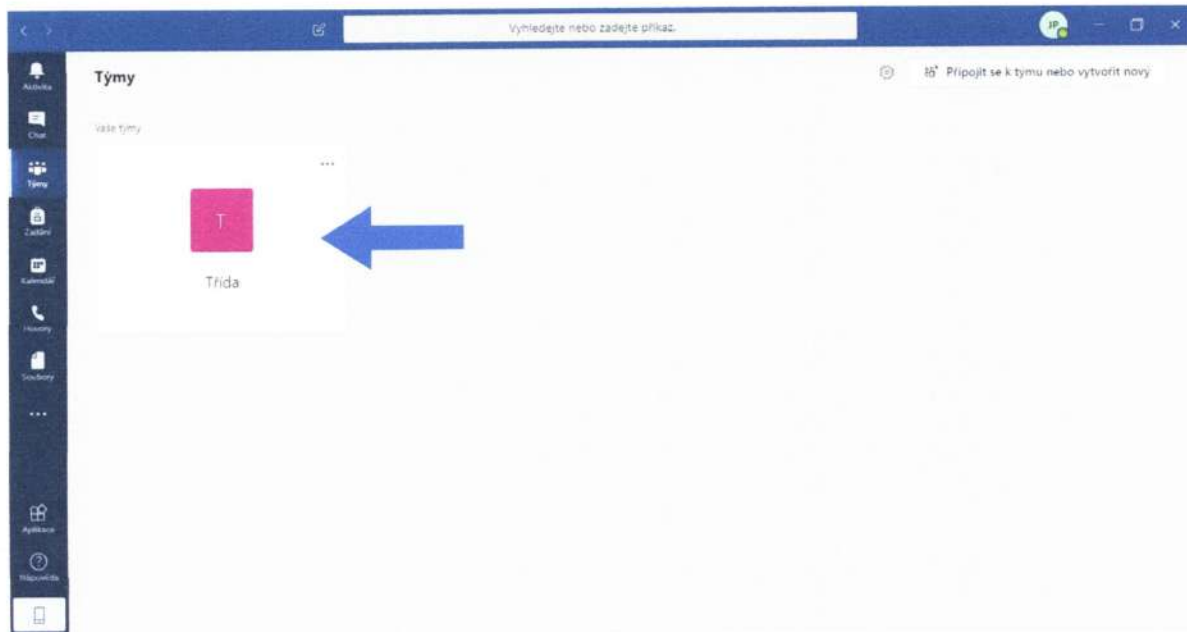 Vyhledejte nebo zadejte příkaz.
JP
Aktivita
Chat
Týmy
Zadání
Kalendář
Hovory
Soubory
Aplikace
Nápověda
Týmy
Připojit se k týmu nebo vytvořit nový
Vaše týmy
T
Třída